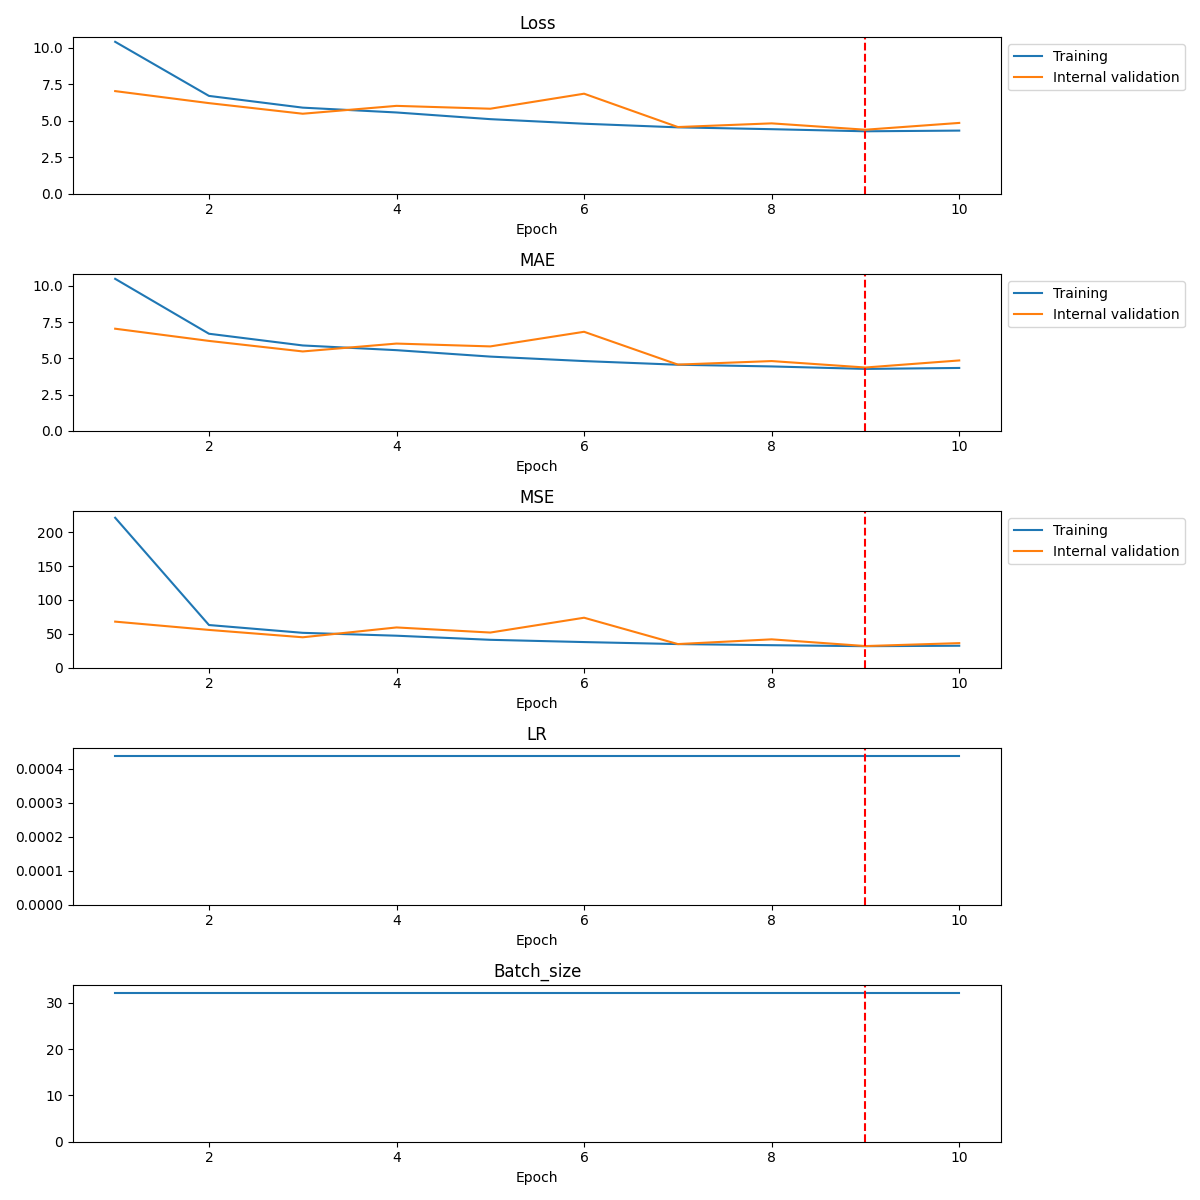 Loss
10.0
7.5
5.0
2.5
0.0
2 4 6 8 10
Epoch
Training
Internal validation
MAE
10.0
7.5
5.0
2.5
0.0
2 4 6 8 10
Epoch
Training
Internal validation
MSE
200
150
100
50
0
2 4 6 8 10
Epoch
Training
Internal validation
LR
0.0004
0.0003
0.0002
0.0001
0.0000
2 4 6 8 10
Epoch
Batch_size
30
20
10
0
2 4 6 8 10
Epoch